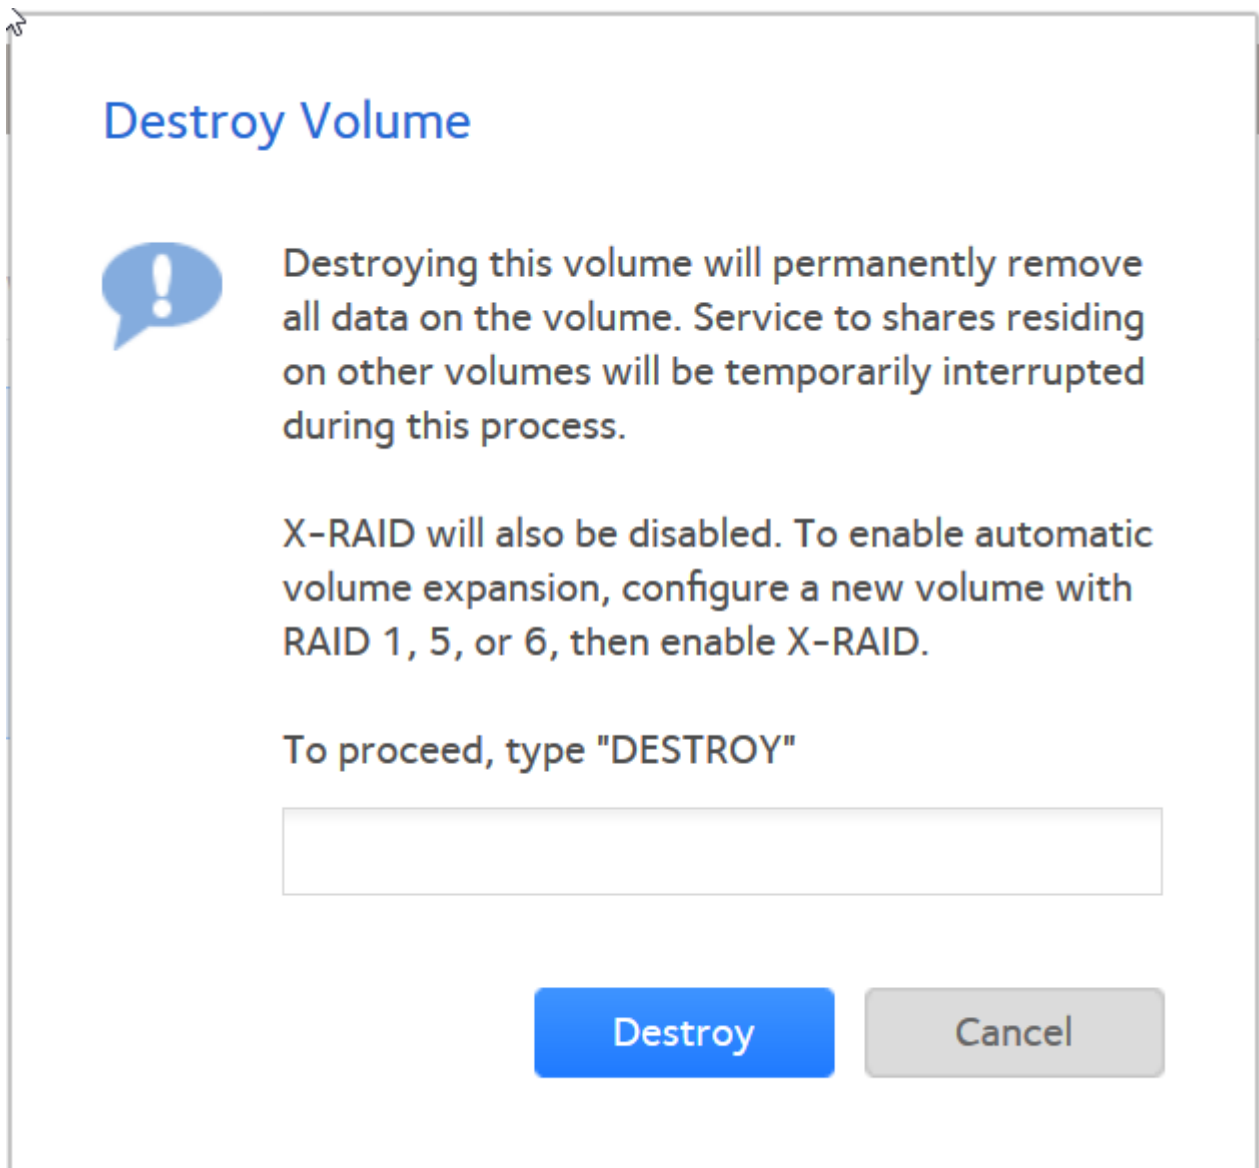 Destroy Volume
Destroying this volume will permanently remove
all data on the volume. Service to shares residing
on other volumes will be temporarily interrupted
during this process.
X-RAID will also be disabled. To enable automatic
volume expansion, configure a new volume with
RAID 1, 5, or 6, then enable X-RAID.
To proceed, type "DESTROY"
Destroy
Cancel